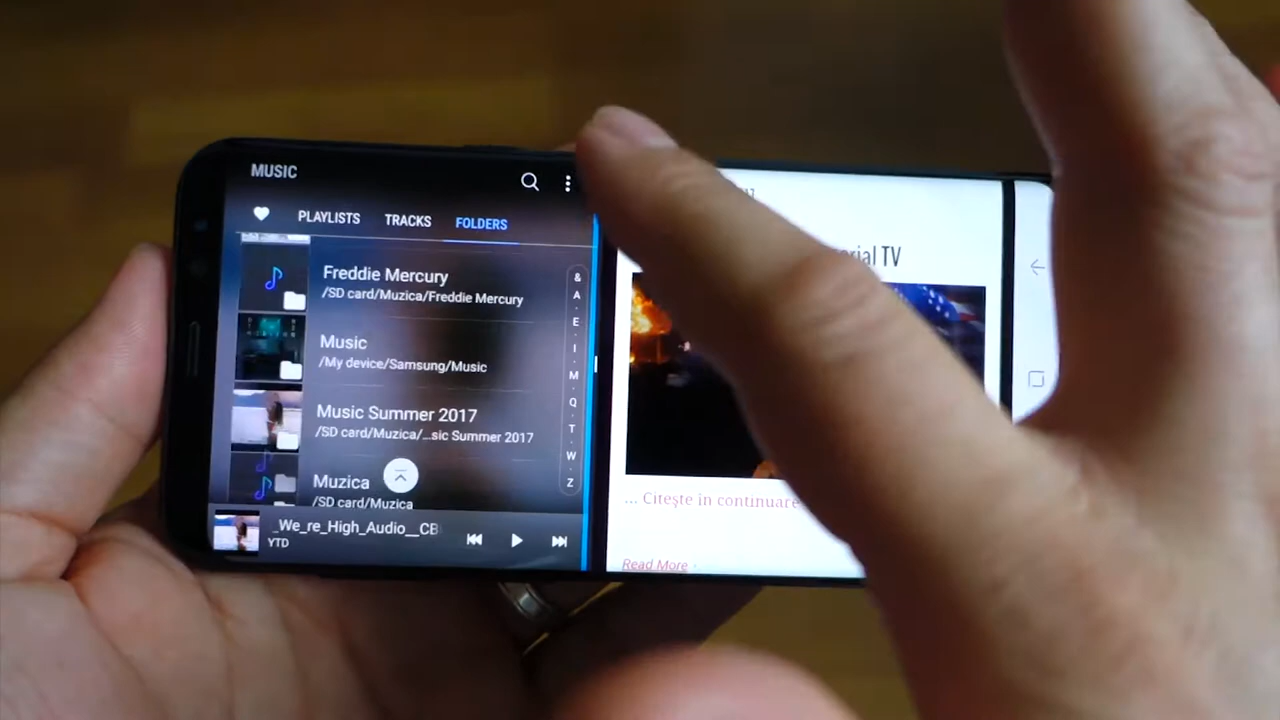 MUSIC
PLAYLISTS TRACKS FOLDERS
Freddie Mercury
/SD card/Muzica/Freddie Mercury
Music
/My device/Samsung/Music
Music Summer 2017
/SD card/Muzica/...sic Summer 2017
Muzica
/SD card/Muzica
_We_re_High_Audio__CB
YTD
&
A
E
I
M
Q
T
W
Z
TV
... Citește in continuare
Read More